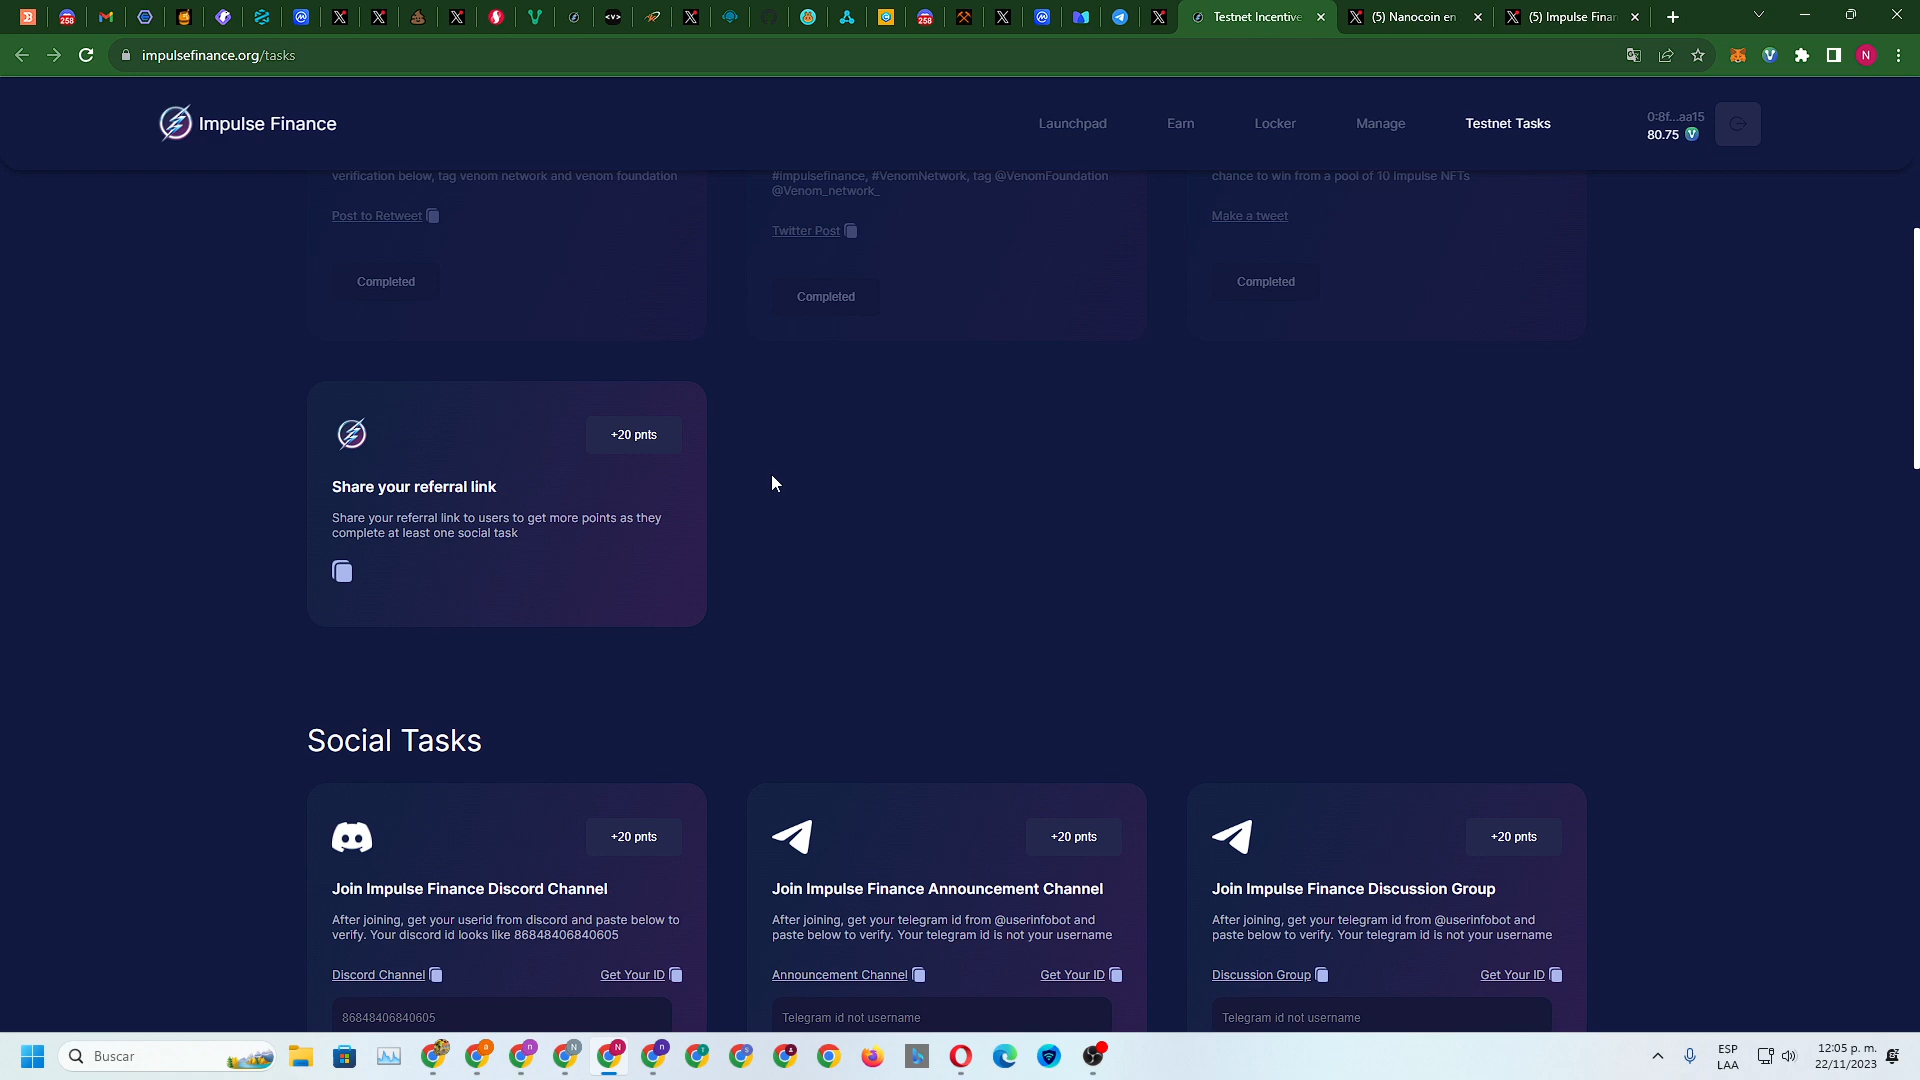 258
<v>
258
Testnet Incentive
(5) Nanocoin en
(5) Impulse Finan
impulsefinance.org/tasks
N
Impulse Finance
Launchpad
Earn
Locker
Manage
Testnet Tasks
0:8f...aa15
80.75
verification below, tag venom network and venom foundation
Post to Retweet
Completed
#impulsefinance, #VenomNetwork, tag @VenomFoundation
@Venom_network_
Twitter Post
Completed
chance to win from a pool of 10 Impulse NFTs
Make a tweet
Completed
+20 pnts
Share your referral link
Share your referral link to users to get more points as they
complete at least one social task
Social Tasks
+20 pnts
Join Impulse Finance Discord Channel
After joining, get your userid from discord and paste below to
verify. Your discord id looks like 86848406840605
Discord Channel
Get Your ID
86848406840605
+20 pnts
Join Impulse Finance Announcement Channel
After joining, get your telegram id from @userinfobot and
paste below to verify. Your telegram id is not your username
Announcement Channel
Get Your ID
Telegram id not username
+20 pnts
Join Impulse Finance Discussion Group
After joining, get your telegram id from @userinfobot and
paste below to verify. Your telegram id is not your username
Discussion Group
Get Your ID
Telegram id not username
Buscar
ESP
LAA
12:05 p. m.
22/11/2023